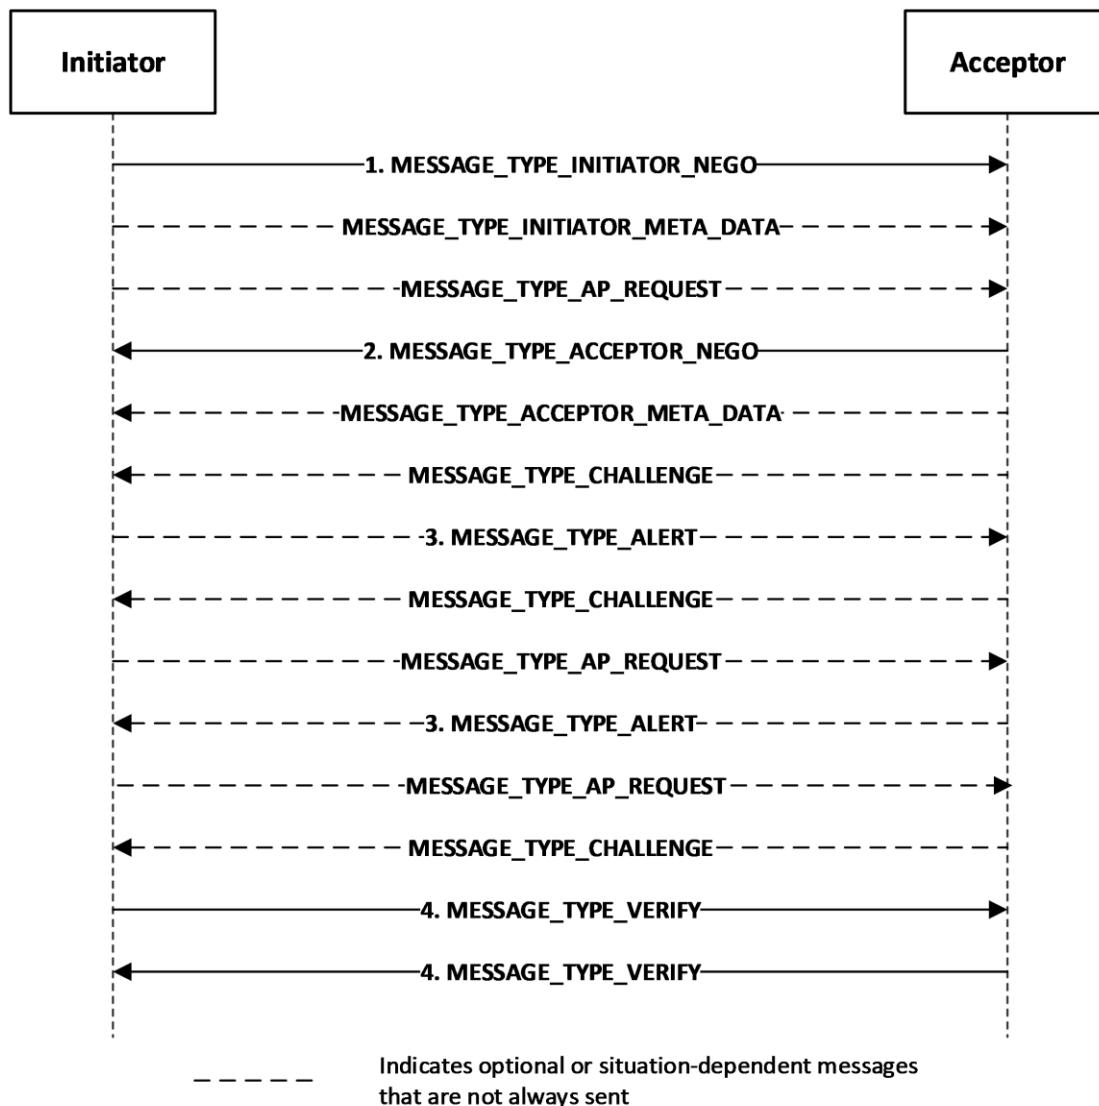 Initiator
Acceptor
1. MESSAGE_TYPE_INITIATOR_NEGO
MESSAGE_TYPE_INITIATOR_META_DATA
MESSAGE_TYPE_AP_REQUEST
2. MESSAGE_TYPE_ACCEPTOR_NEGO
MESSAGE_TYPE_ACCEPTOR_META_DATA
MESSAGE_TYPE_CHALLENGE
3. MESSAGE_TYPE_ALERT
MESSAGE_TYPE_CHALLENGE
MESSAGE_TYPE_AP_REQUEST
3. MESSAGE_TYPE_ALERT
MESSAGE_TYPE_AP_REQUEST
MESSAGE_TYPE_CHALLENGE
4. MESSAGE_TYPE_VERIFY
4. MESSAGE_TYPE_VERIFY
Indicates optional or situation-dependent messages
that are not always sent